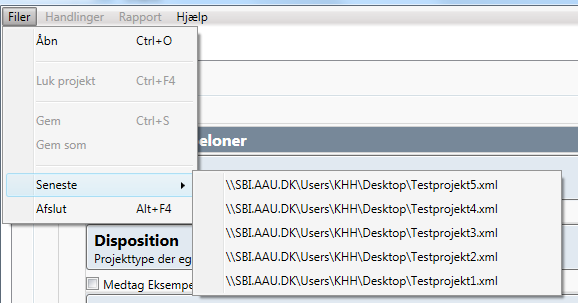 Filer Handlinger Rapport Hjælp
Åbn Ctrl+O
Luk projekt Ctrl+F4
Gem Ctrl+S
Gem som
eloner
Seneste
\\SBI.AAU.DK\Users\KHH\Desktop\Testprojekt5.xml
Afslut Alt+F4
\\SBI.AAU.DK\Users\KHH\Desktop\Testprojekt4.xml
\\SBI.AAU.DK\Users\KHH\Desktop\Testprojekt3.xml
\\SBI.AAU.DK\Users\KHH\Desktop\Testprojekt2.xml
\\SBI.AAU.DK\Users\KHH\Desktop\Testprojekt1.xml
Disposition
Projekttype der eg
Medtag Eksempe